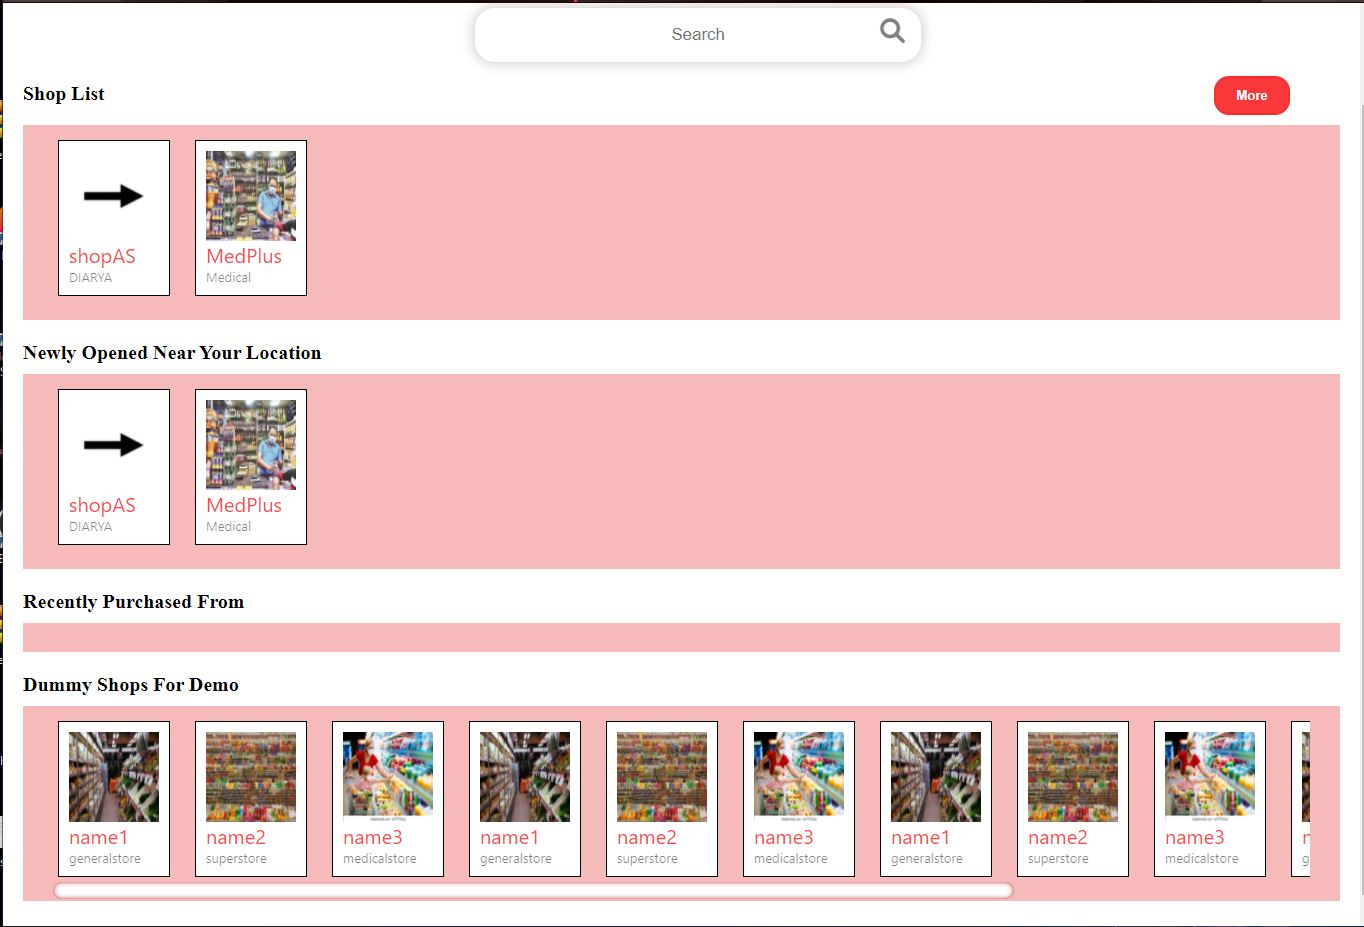 Search
Shop List
More
shopAS
DIARYA
MedPlus
Medical
Newly Opened Near Your Location
shopAS
DIARYA
MedPlus
Medical
Recently Purchased From
Dummy Shops For Demo
name1
generalstore
name2
superstore
name3
medicalstore
name1
generalstore
name2
superstore
name3
medicalstore
name1
generalstore
name2
superstore
name3
medicalstore